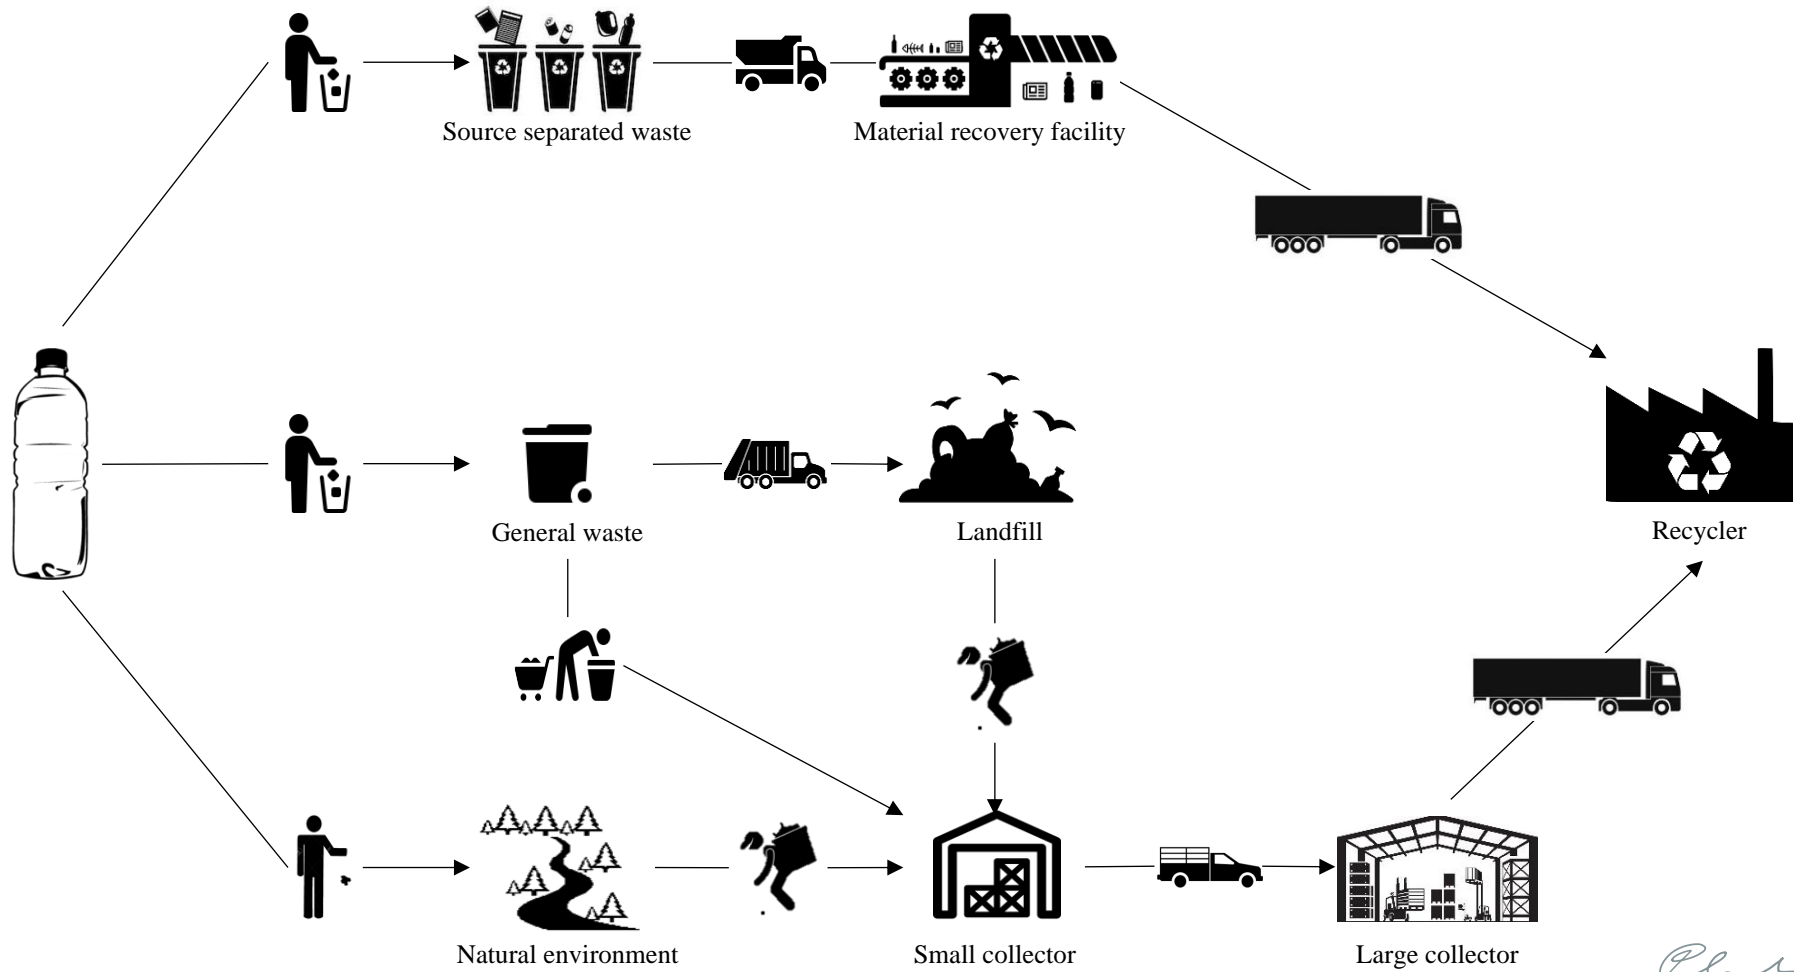 Source separated waste
Material recovery facility
General waste
Landfill
Recycler
Natural environment
Small collector
Large collector